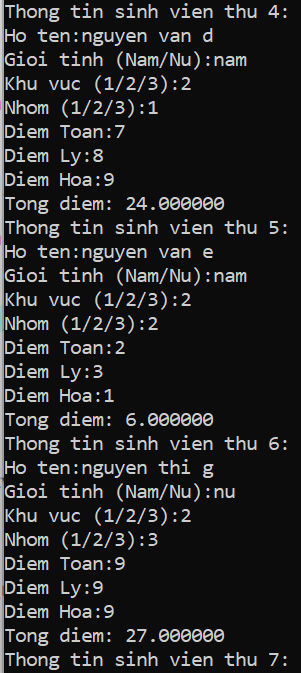 Thong tin sinh vien thu 4:
Ho ten:nguyen van d
Gioi tinh (Nam/Nu):nam
Khu vuc (1/2/3):2
Nhom (1/2/3):1
Diem Toan:7
Diem Ly:8
Diem Hoa:9
Tong diem: 24.000000
Thong tin sinh vien thu 5:
Ho ten:nguyen van e
Gioi tinh (Nam/Nu):nam
Khu vuc (1/2/3):2
Nhom (1/2/3):2
Diem Toan:2
Diem Ly:3
Diem Hoa:1
Tong diem: 6.000000
Thong tin sinh vien thu 6:
Ho ten:nguyen thi g
Gioi tinh (Nam/Nu):nu
Khu vuc (1/2/3):2
Nhom (1/2/3):3
Diem Toan:9
Diem Ly:9
Diem Hoa:9
Tong diem: 27.000000
Thong tin sinh vien thu 7: